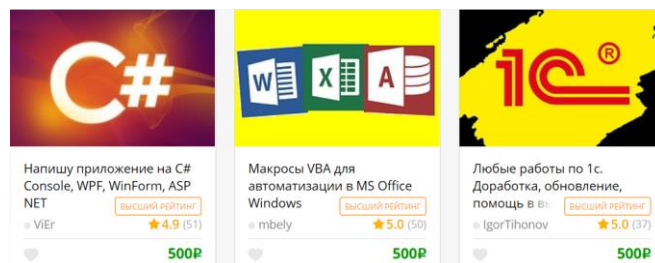 C#
W X A
1С ®
Напишу приложение на C#
Console, WPF, WinForm, ASP
NET
ВЫСШИЙ РЕЙТИНГ
ViEr
4.9 (51)
500₽
Макросы VBA для
автоматизации в MS Office
Windows
ВЫСШИЙ РЕЙТИНГ
mbely
5.0 (50)
500₽
Любые работы по 1с.
Доработка, обновление,
помощь в
ВЫСШИЙ РЕЙТИНГ
IgorTihonov
5.0 (37)
500₽